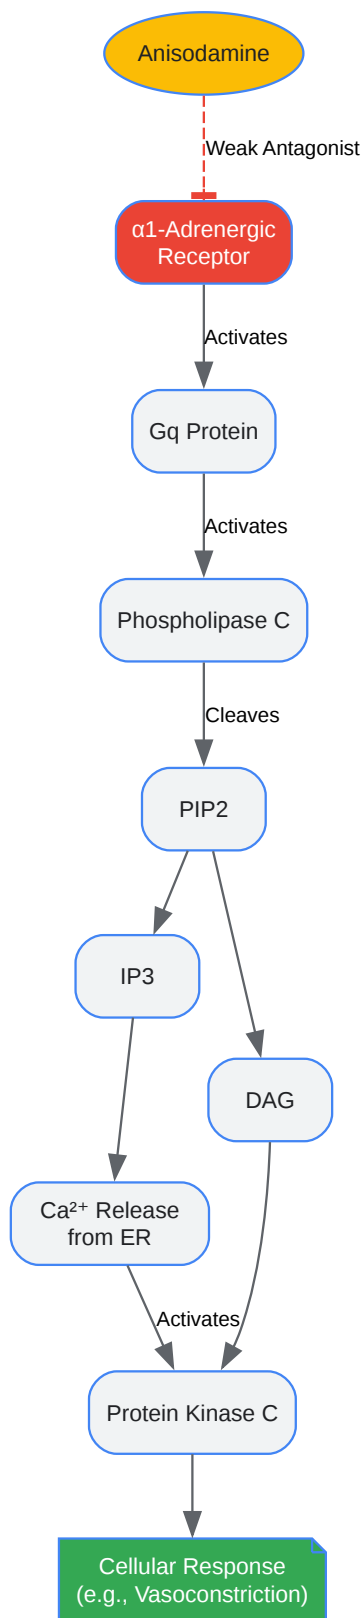 Anisodamine
Weak Antagonist
α1-Adrenergic
Receptor
Activates
Gq Protein
Activates
Phospholipase C
Cleaves
PIP2
IP3
DAG
Ca²⁺ Release
from ER
Activates
Protein Kinase C
Cellular Response
(e.g., Vasoconstriction)